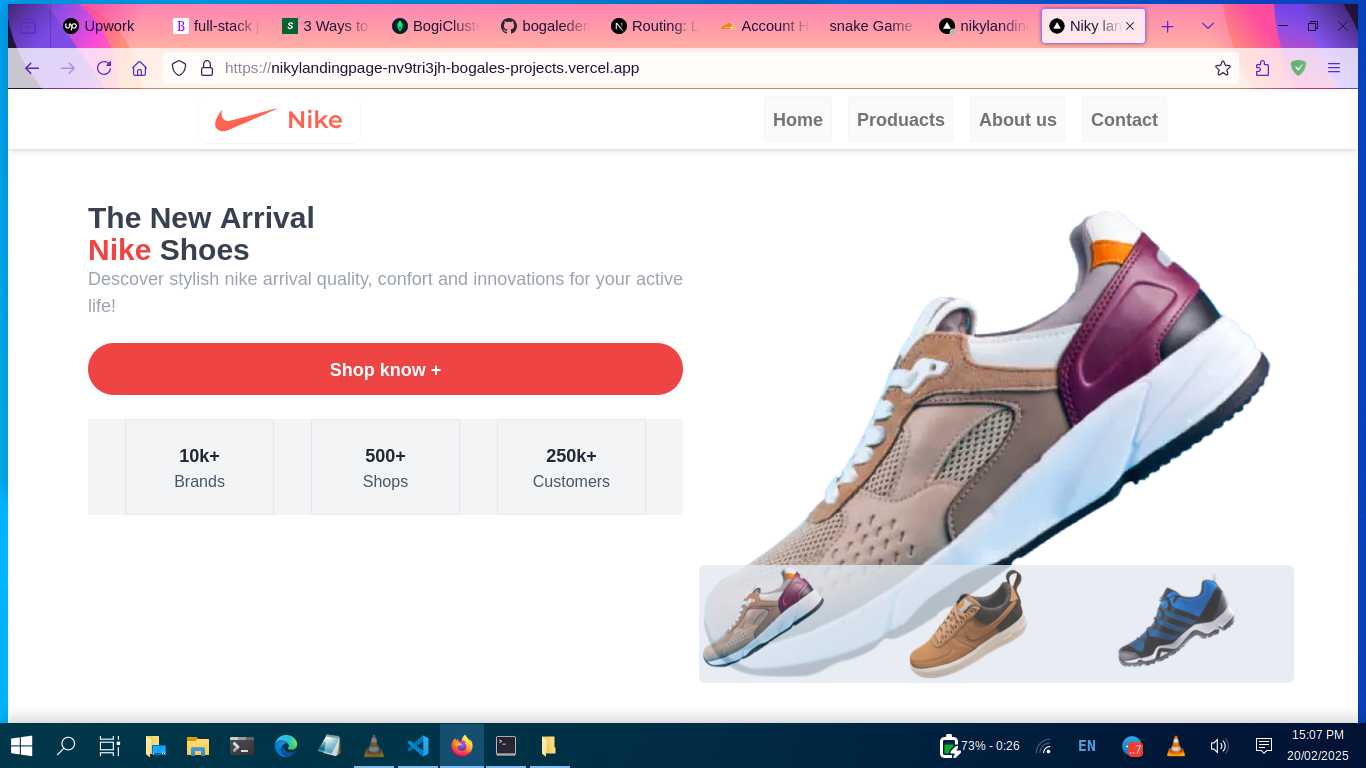 Upwork
full-stack j
3 Ways to
BogiCluste
bogaledem
Routing: L
Account H
snake Game
nikylanding
Niky lan
https://nikylandingpage-nv9tri3jh-bogales-projects.vercel.app
Nike
Home
Produacts
About us
Contact
The New Arrival
Nike Shoes
Descover stylish nike arrival quality, confort and innovations for your active
life!
Shop know +
10k+
Brands
500+
Shops
250k+
Customers
73% - 0:26
EN
..7
15:07 PM
20/02/2025